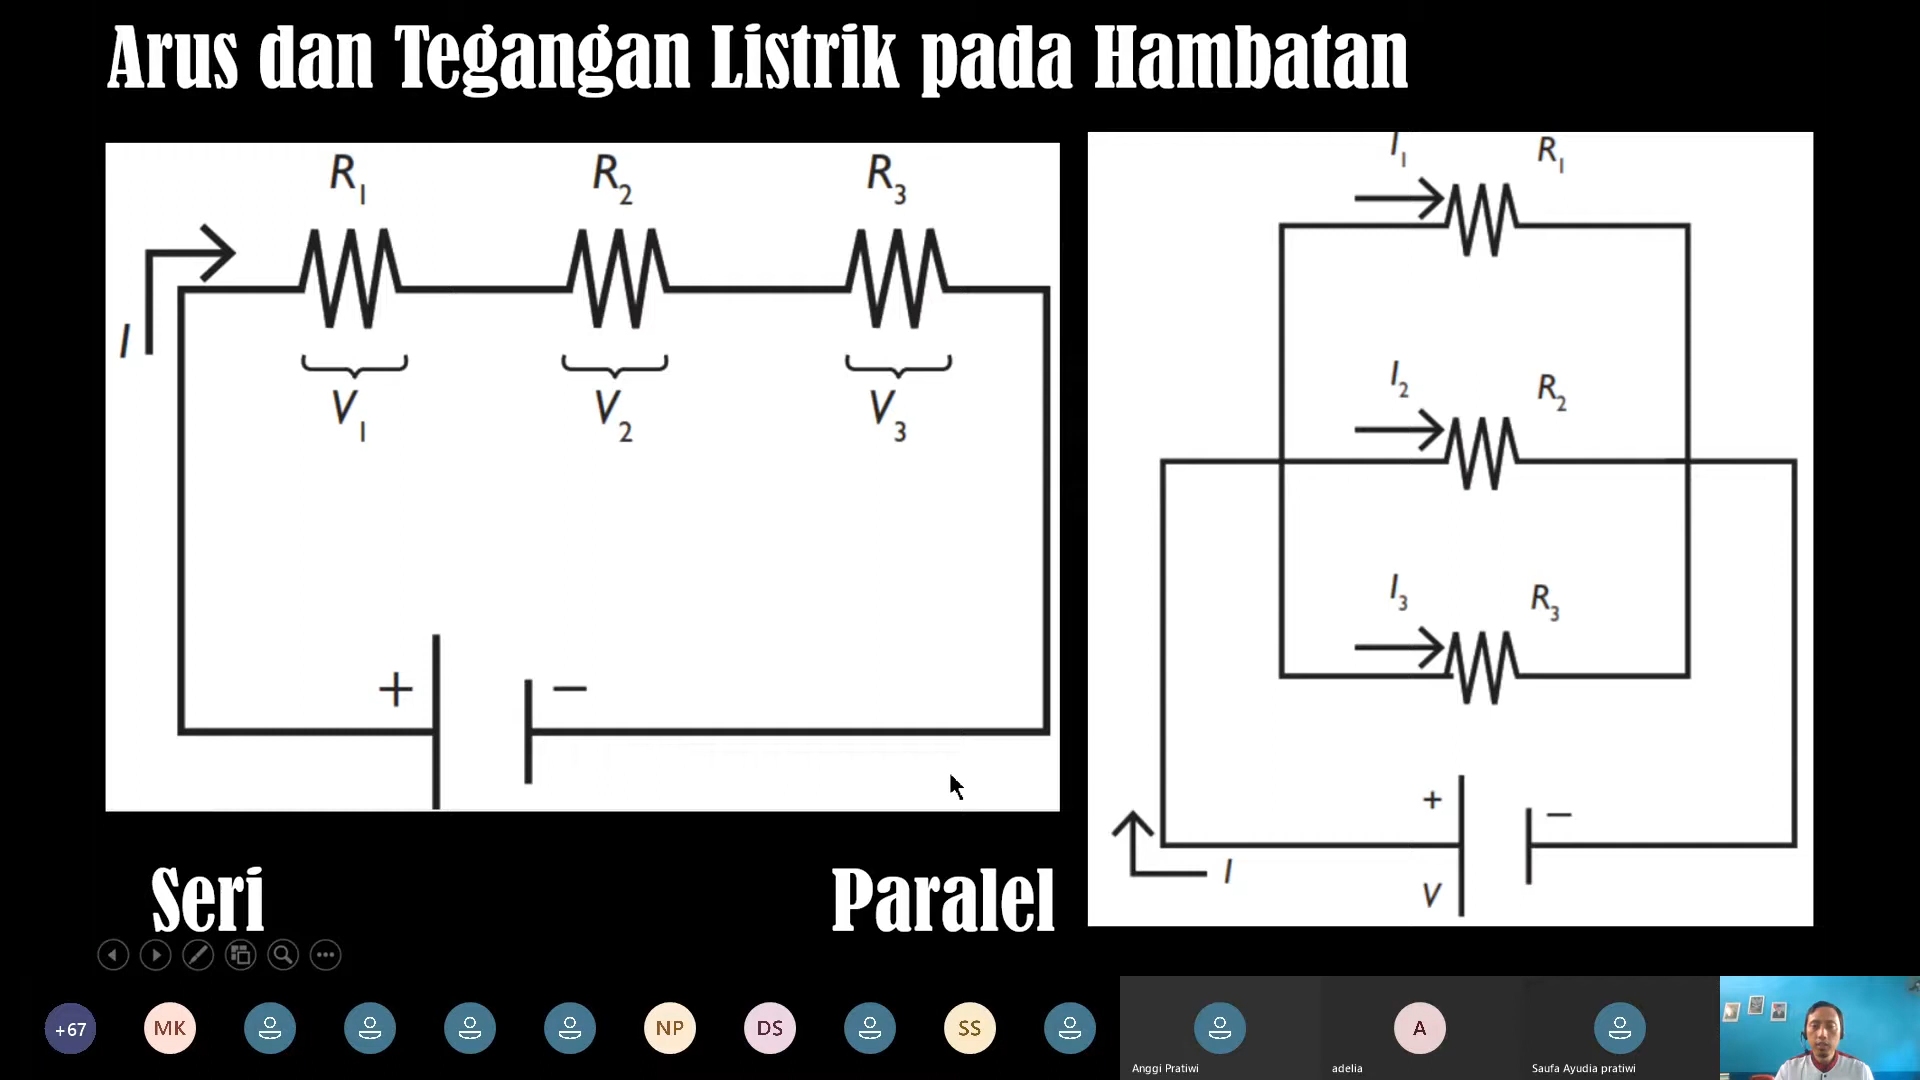 Arus dan Tegangan Listrik pada Hambatan
R1 R2 R3
I
V1 V2 V3
+ −
I1 R1
I2 R2
I3 R3
+ −
I
V
Seri
Paralel
+67 MK NP DS SS A
Anggi Pratiwi adelia Saufa Ayudia pratiwi